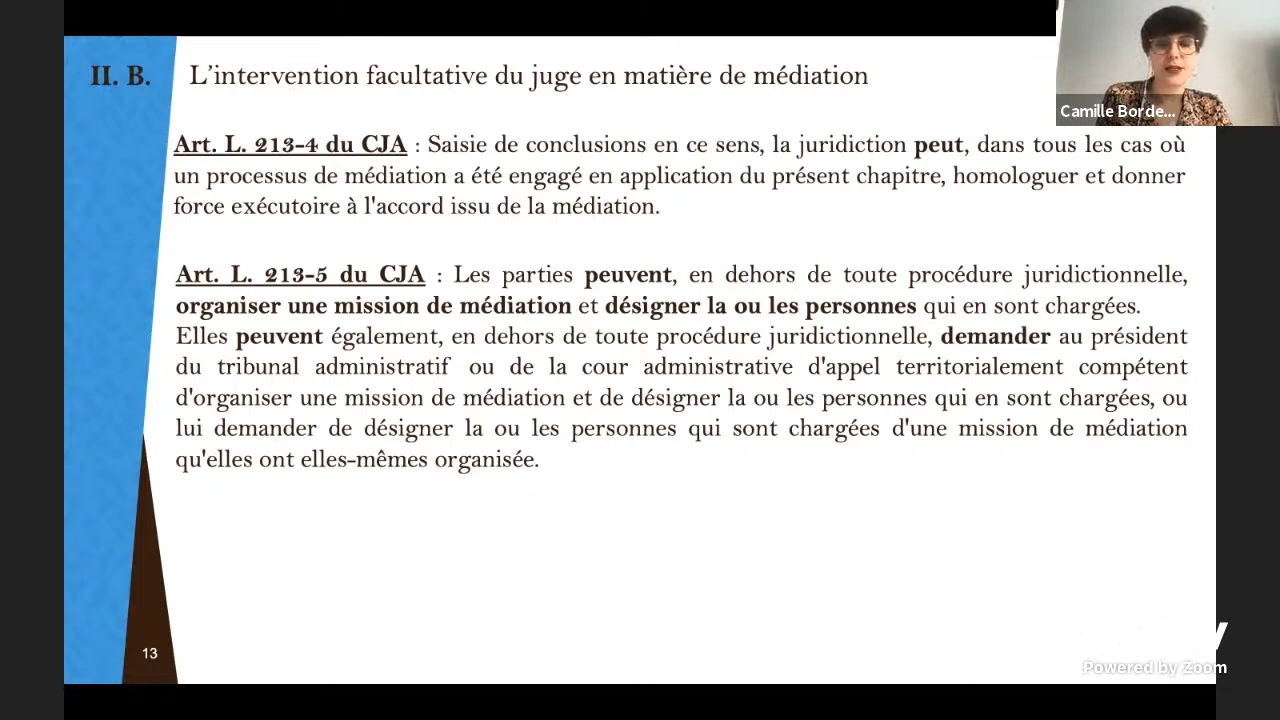 II. B. L'intervention facultative du juge en matière de médiation
Camille Borde...
Art. L. 213-4 du CJA : Saisie de conclusions en ce sens, la juridiction peut, dans tous les cas où
un processus de médiation a été engagé en application du présent chapitre, homologuer et donner
force exécutoire à l'accord issu de la médiation.
Art. L. 213-5 du CJA : Les parties peuvent, en dehors de toute procédure juridictionnelle,
organiser une mission de médiation et désigner la ou les personnes qui en sont chargées.
Elles peuvent également, en dehors de toute procédure juridictionnelle, demander au président
du tribunal administratif ou de la cour administrative d'appel territorialement compétent
d'organiser une mission de médiation et de désigner la ou les personnes qui en sont chargées, ou
lui demander de désigner la ou les personnes qui sont chargées d'une mission de médiation
qu'elles ont elles-mêmes organisée.
13
Powered by Zoom